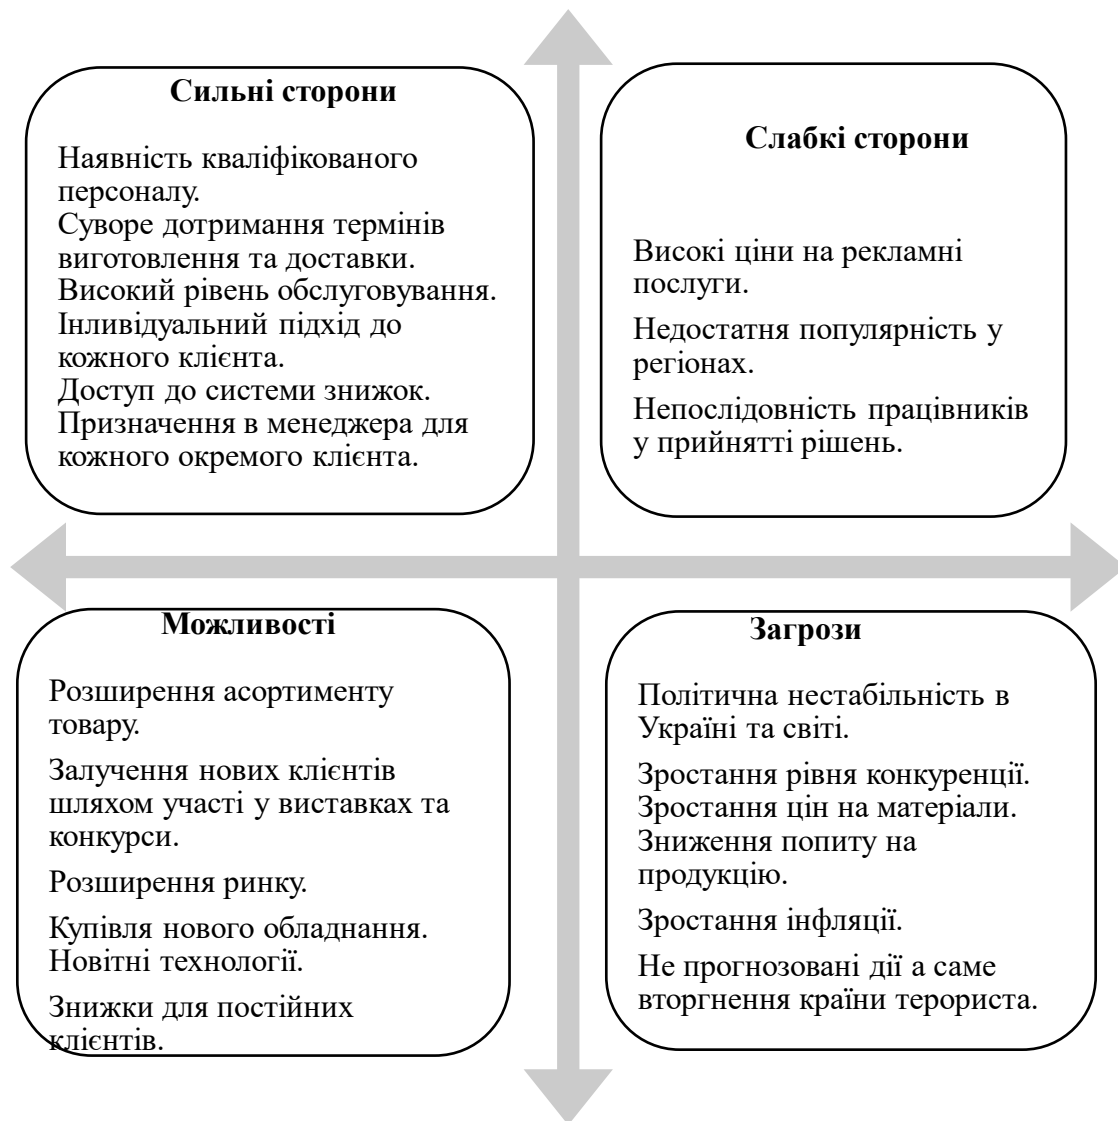 Сильні сторони
Наявність кваліфікованого
персоналу.
Суворе дотримання термінів
виготовлення та доставки.
Високий рівень обслуговування.
Інливідуальний підхід до
кожного клієнта.
Доступ до системи знижок.
Призначення в менеджера для
кожного окремого клієнта.
Слабкі сторони
Високі ціни на рекламні
послуги.
Недостатня популярність у
регіонах.
Непослідовність працівників
у прийнятті рішень.
Можливості
Розширення асортименту
товару.
Залучення нових клієнтів
шляхом участі у виставках та
конкурси.
Розширення ринку.
Купівля нового обладнання.
Новітні технології.
Знижки для постійних
клієнтів.
Загрози
Політична нестабільність в
Україні та світі.
Зростання рівня конкуренції.
Зростання цін на матеріали.
Зниження попиту на
продукцію.
Зростання інфляції.
Не прогнозовані дії а саме
вторгнення країни терориста.